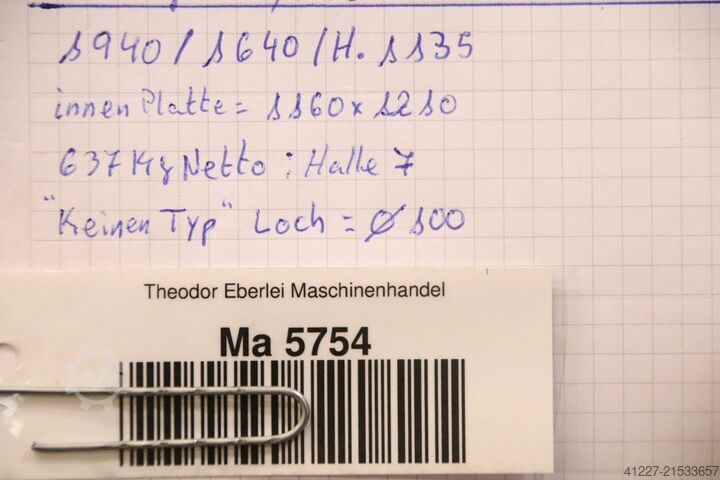 1940 / 1640 / H. 1135
innen Platte = 1160 x 1210
637 Kg Netto : Halle 7
"Keinen Typ" Loch = Ø 100
Theodor Eberlei Maschinenhandel
Ma 5754
41227-21533657